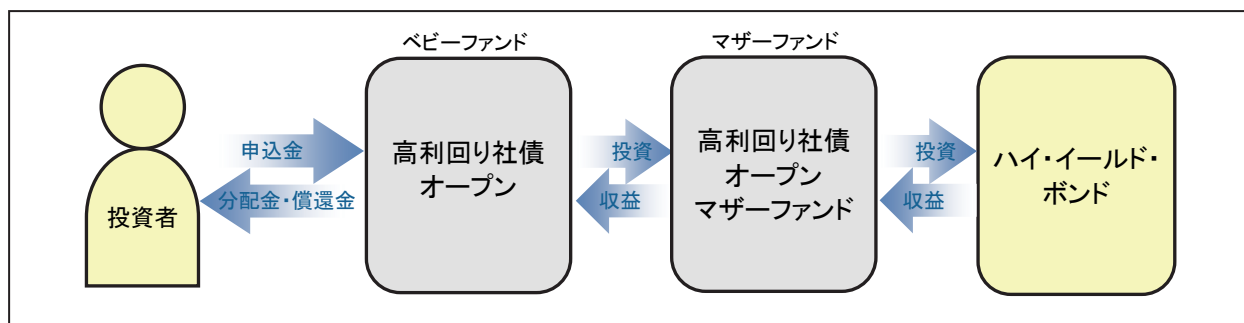 ベビーファンド
マザーファンド
投資者
申込金
分配金・償還金
高利回り社債
オープン
投資
収益
高利回り社債
オープン
マザーファンド
投資
収益
ハイ・イールド・
ボンド